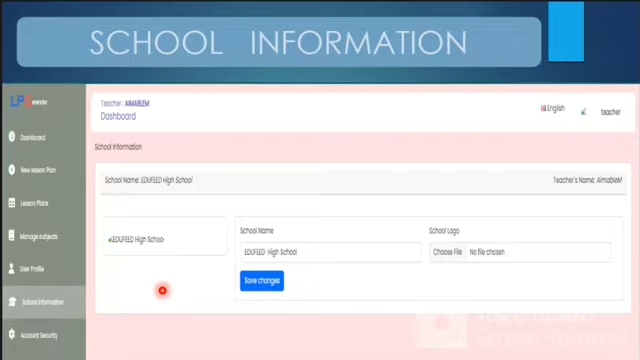 SCHOOL INFORMATION
LPGenerator
Teacher : AIMABLEM
Dashboard
English
teacher
Dashboard
New lesson Plan
Lesson Plans
Manage subjects
User Profile
School Information
Account Security
School Information
School Name: EDUFEED High School
Teacher's Name: AimableM
EDUFEED High School
School Name
EDUFEED High School
Save changes
School Logo
Choose File No file chosen